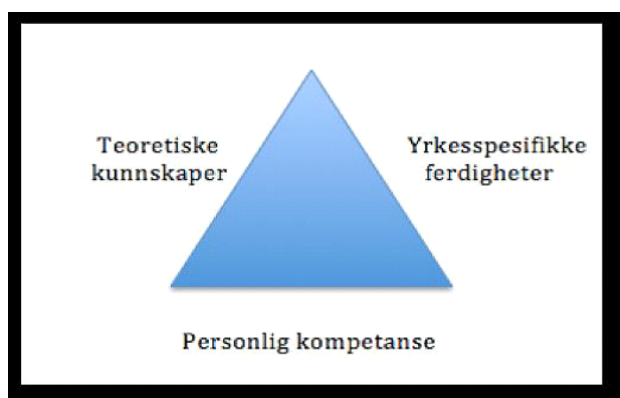 Teoretiske
kunnskaper
Yrkesspesifikke
ferdigheter
Personlig kompetanse